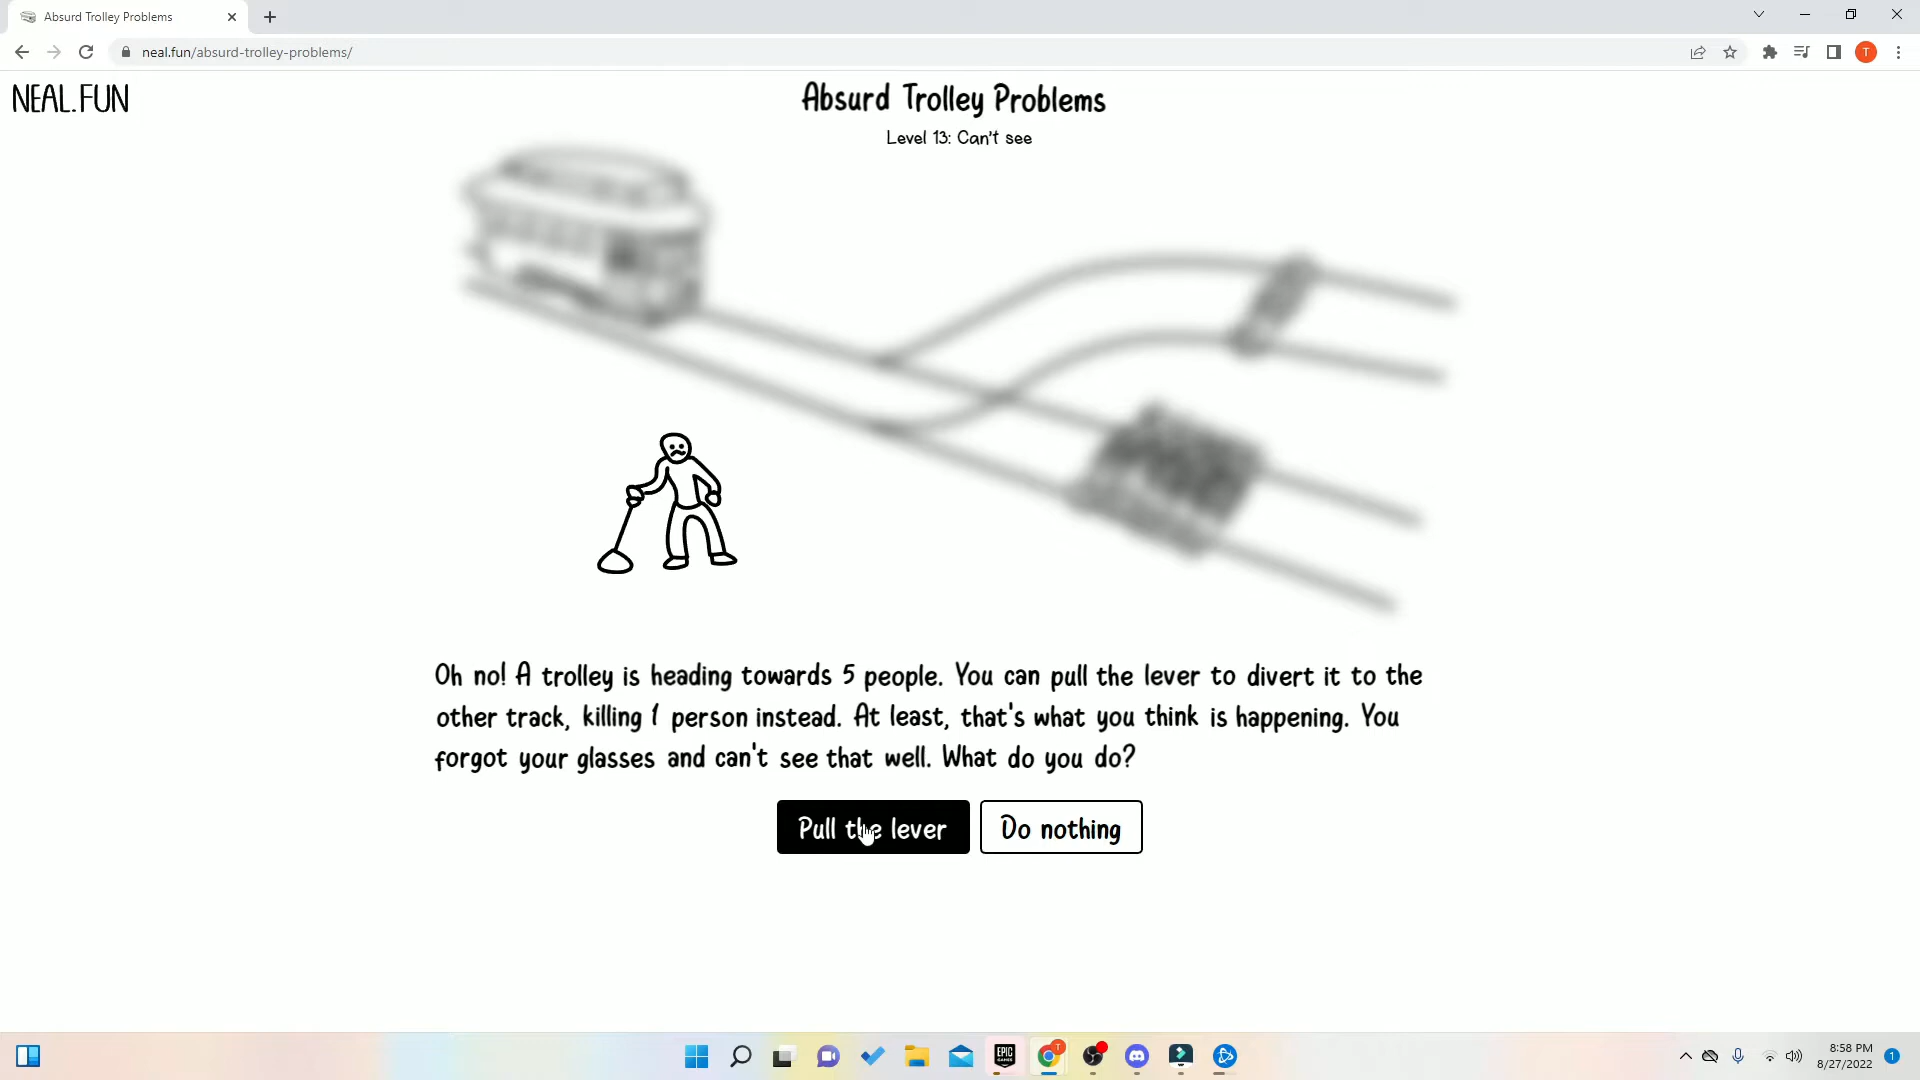 Absurd Trolley Problems
neal.fun/absurd-trolley-problems/
T
NEAL.FUN
Absurd Trolley Problems
Level 13: Can't see
Oh no! A trolley is heading towards 5 people. You can pull the lever to divert it to the
other track, killing 1 person instead. At least, that's what you think is happening. You
forgot your glasses and can't see that well. What do you do?
Pull the lever
Do nothing
EPIC
GAMES
T
8:58 PM
8/27/2022
1